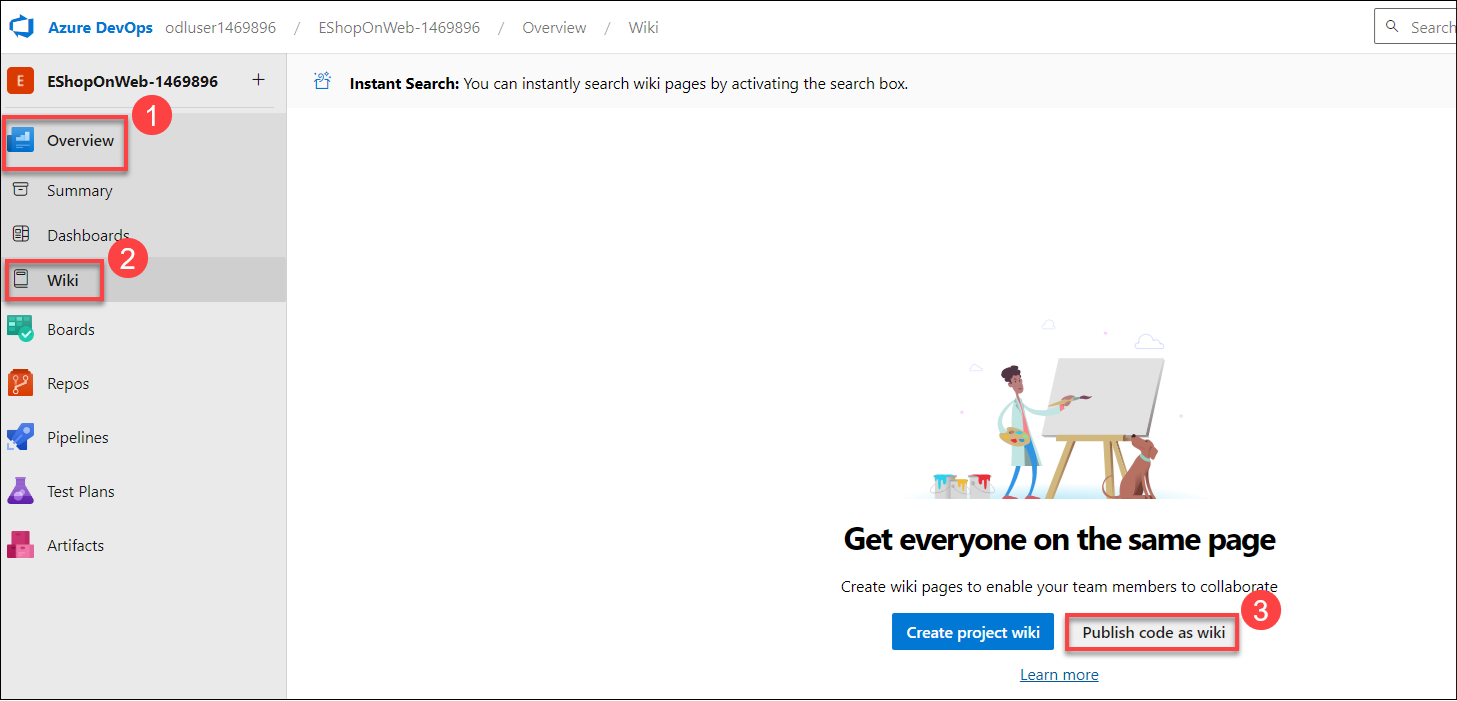 Azure DevOps odluser1469896 / EShopOnWeb-1469896 / Overview / Wiki
Search
E EShopOnWeb-1469896 +
Instant Search: You can instantly search wiki pages by activating the search box.
1
Overview
Summary
Dashboards
2
Wiki
Boards
Repos
Pipelines
Test Plans
Artifacts
Get everyone on the same page
Create wiki pages to enable your team members to collaborate
3
Create project wiki Publish code as wiki
Learn more